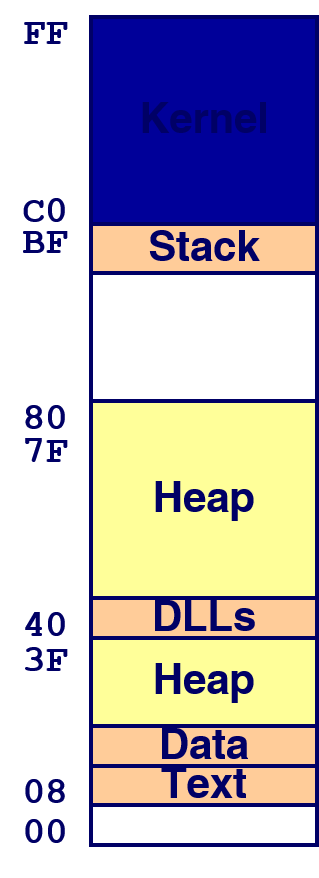 FF
Kernel
C0
BF
Stack
80
7F
Heap
DLLs
40
3F
Heap
Data
Text
08
00